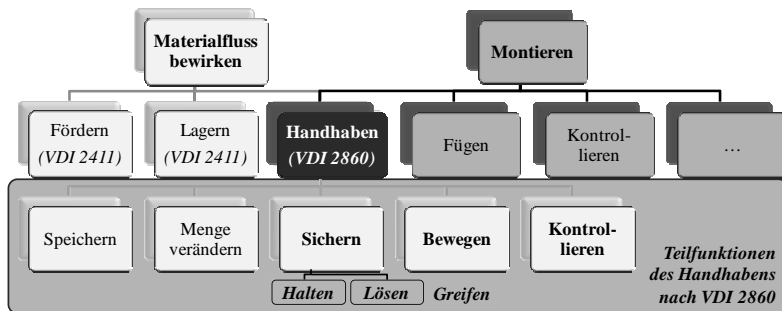 Materialfluss
bewirken
Montieren
Fördern
(VDI 2411)
Lagern
(VDI 2411)
Handhaben
(VDI 2860)
Fügen
Kontrol-
lieren
…
Speichern
Menge
verändern
Sichern
Bewegen
Kontrol-
lieren
Halten
Lösen
Greifen
Teilfunktionen
des Handhabens
nach VDI 2860